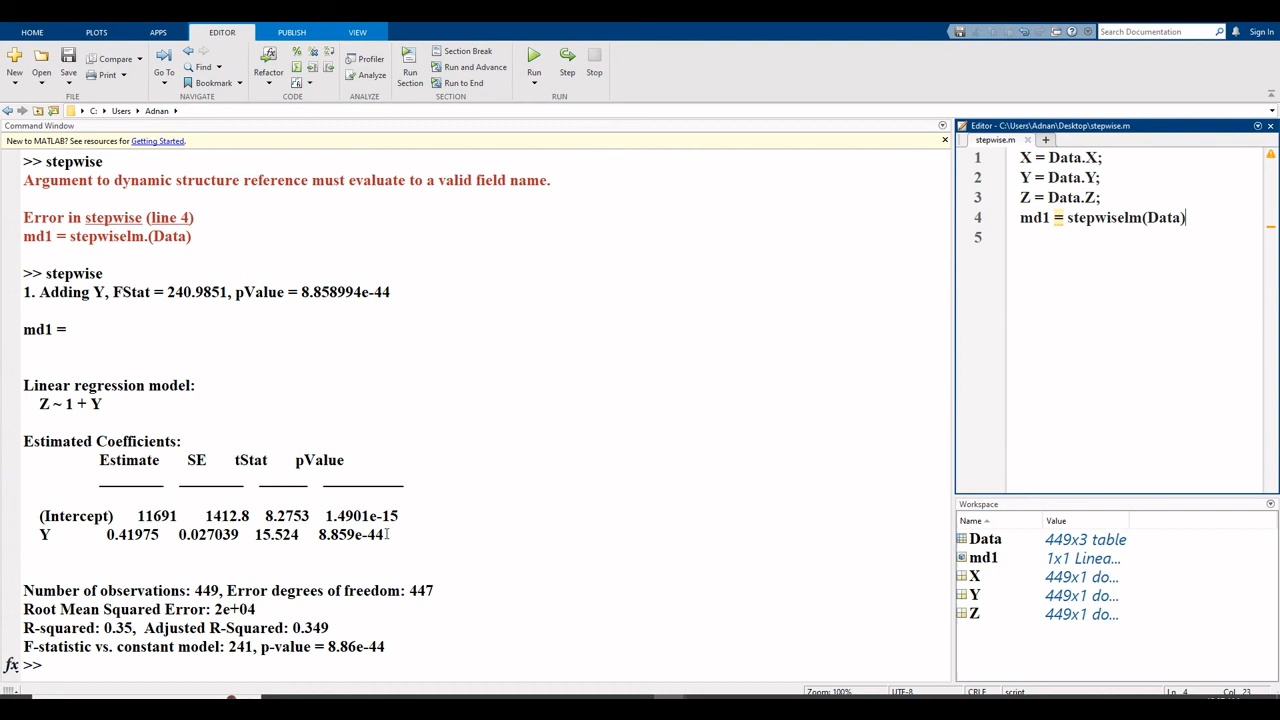 HOME PLOTS APPS EDITOR PUBLISH VIEW Search Documentation Sign In
New Open Save Compare Print Go To Find Bookmark Refactor Profiler Analyze Run Section Section Break Run and Advance Run to End Run Step Stop
FILE NAVIGATE CODE ANALYZE SECTION RUN
C: Users Adnan
Command Window
New to MATLAB? See resources for Getting Started.
>> stepwise
Argument to dynamic structure reference must evaluate to a valid field name.
Error in stepwise (line 4)
md1 = stepwiselm.(Data)
>> stepwise
1. Adding Y, FStat = 240.9851, pValue = 8.858994e-44
md1 =
Linear regression model:
Z ~ 1 + Y
Estimated Coefficients:
Estimate SE tStat pValue
(Intercept) 11691 1412.8 8.2753 1.4901e-15
Y 0.41975 0.027039 15.524 8.859e-44
Number of observations: 449, Error degrees of freedom: 447
Root Mean Squared Error: 2e+04
R-squared: 0.35, Adjusted R-Squared: 0.349
F-statistic vs. constant model: 241, p-value = 8.86e-44
fx >>
Editor - C:\Users\Adnan\Desktop\stepwise.m
stepwise.m
1 X = Data.X;
2 Y = Data.Y;
3 Z = Data.Z;
4 md1 = stepwiselm(Data)
5
Workspace
Name Value
Data 449x3 table
md1 1x1 Linea...
X 449x1 do...
Y 449x1 do...
Z 449x1 do...
Zoom: 100% UTF-8 CRLF script Ln 4 Col 23